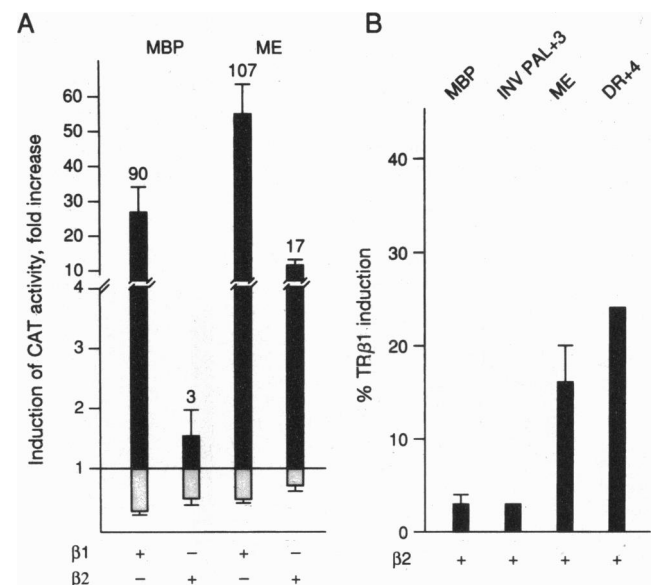 A
MBP ME
Induction of CAT activity, fold increase
60
50
40
30
20
10
4
3
2
1
90
3
107
17
β1 + − + −
β2 − + − +
B
MBP INV PAL+3 ME DR+4
% TRβ1 induction
40
30
20
10
0
β2 + + + +